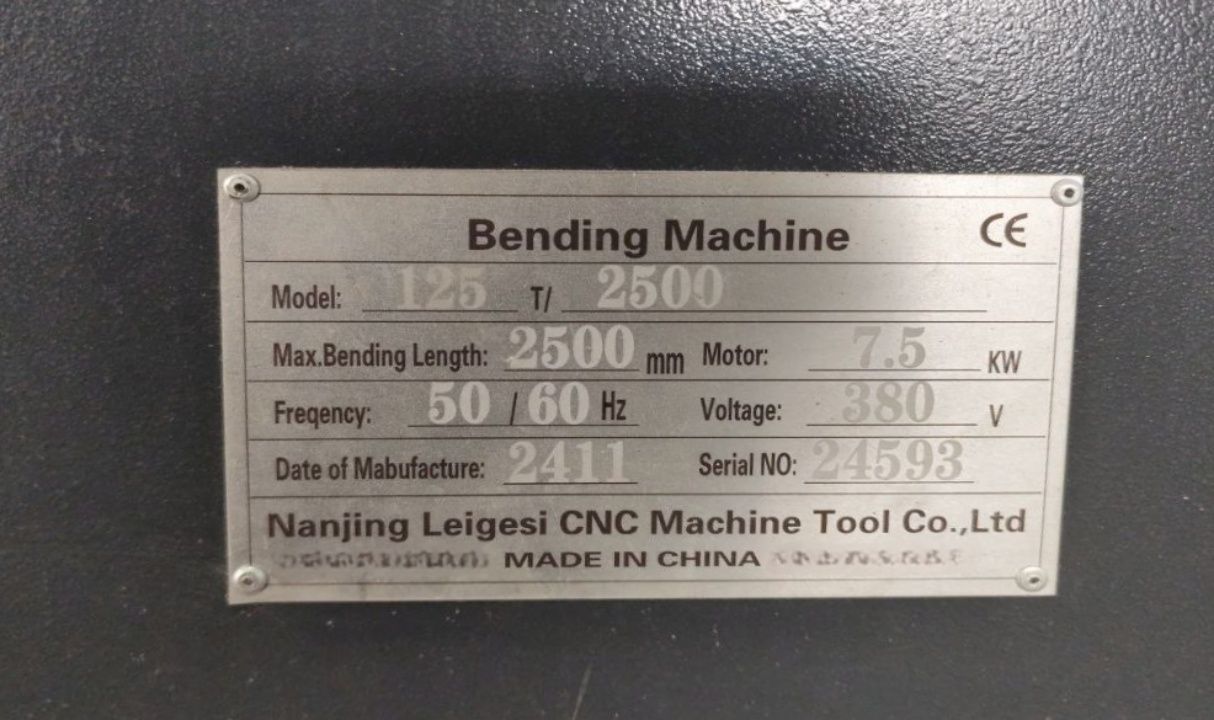 Bending Machine CE
Model: 125 T/ 2500
Max.Bending Length: 2500 mm Motor: 7.5 KW
Freqency: 50 / 60 Hz Voltage: 380 V
Date of Mabufacture: 2411 Serial NO: 24593
Nanjing Leigesi CNC Machine Tool Co.,Ltd
MADE IN CHINA